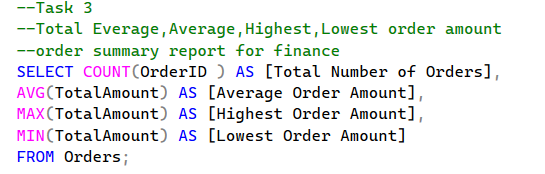 --Task 3
--Total Everage,Average,Highest,Lowest order amount
--order summary report for finance
SELECT COUNT(OrderID ) AS [Total Number of Orders],
AVG(TotalAmount) AS [Average Order Amount],
MAX(TotalAmount) AS [Highest Order Amount],
MIN(TotalAmount) AS [Lowest Order Amount]
FROM Orders;